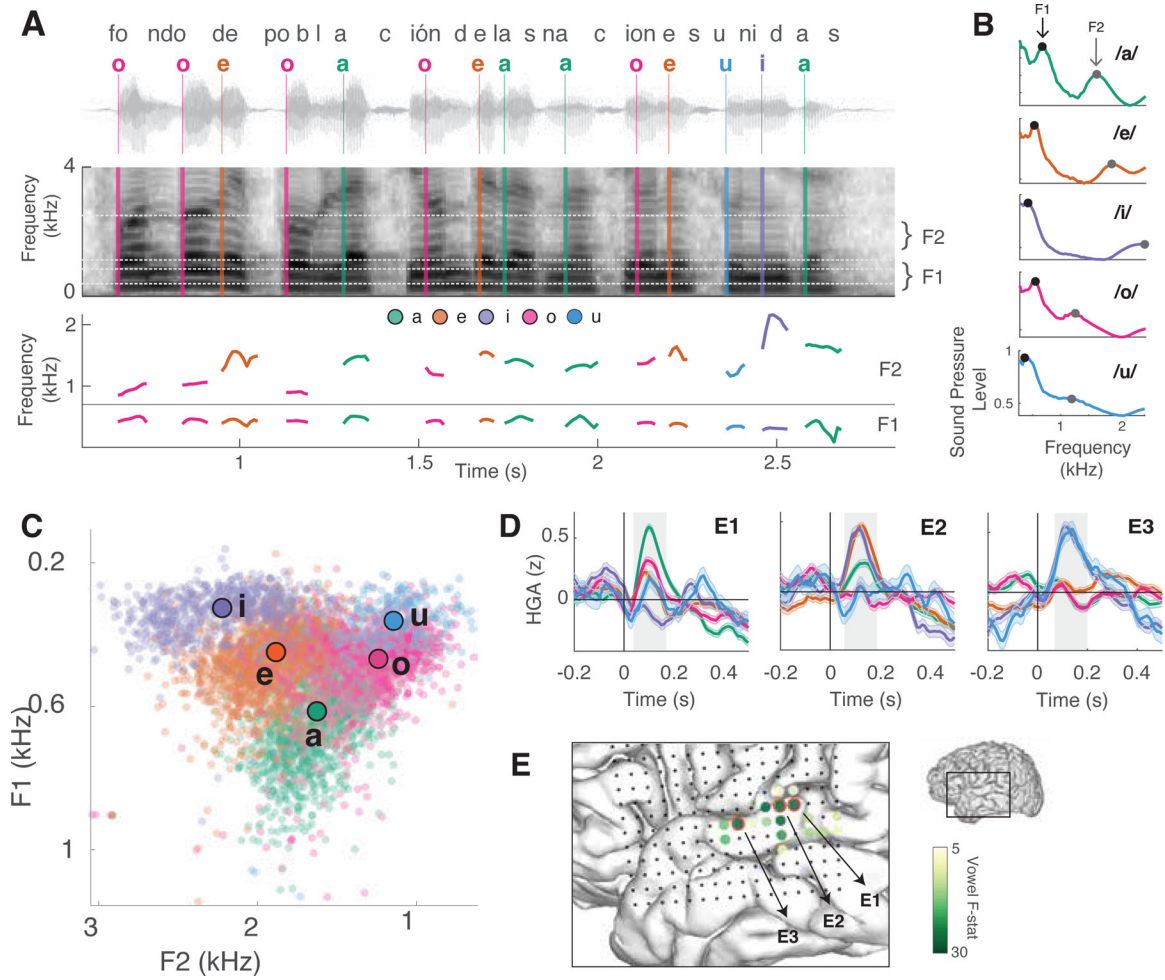 A
fo ndo de po b l a c ión d e la s na c ion e s u ni d a s
o o e o a o e a a o e u i a
Frequency
(kHz)
4
0
F2
F1
a e i o u
Frequency
(kHz)
2
1
F2
F1
1 1.5 2 2.5
Time (s)
B
F1
F2
/a/
/e/
/i/
/o/
/u/
Sound Pressure
Level
1
0.5
1 2
Frequency
(kHz)
C
0.2
0.6
1
F1 (kHz)
i
u
e
o
a
3 2 1
F2 (kHz)
D
E1 E2 E3
HGA (z)
0.5
0
-0.2 0 0.2 0.4 -0.2 0 0.2 0.4 -0.2 0 0.2 0.4
Time (s) Time (s) Time (s)
E
E1
E2
E3
5
30
Vowel F-stat